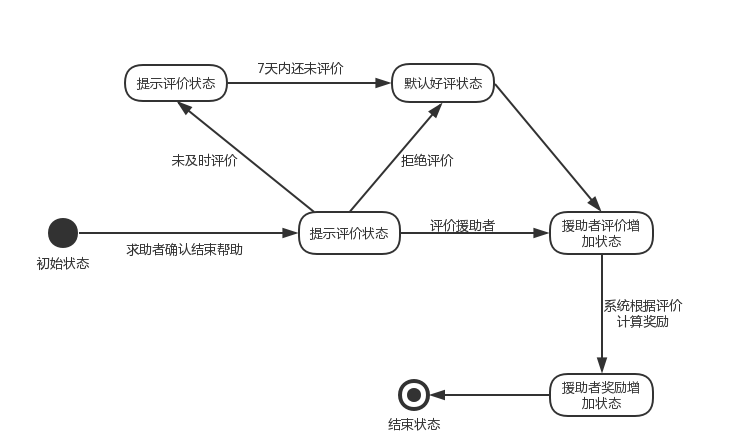 7天内还未评价
提示评价状态
默认好评状态
未及时评价
拒绝评价
求助者确认结束帮助
初始状态
提示评价状态
评价援助者
援助者评价增
加状态
系统根据评价
计算奖励
援助者奖励增
加状态
结束状态